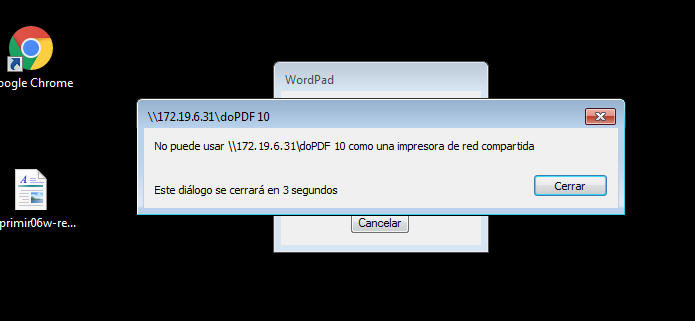 oogle Chrome
WordPad
\\172.19.6.31\doPDF 10
No puede usar \\172.19.6.31\doPDF 10 como una impresora de red compartida
Este diálogo se cerrará en 3 segundos
Cerrar
primir06w-re...
Cancelar